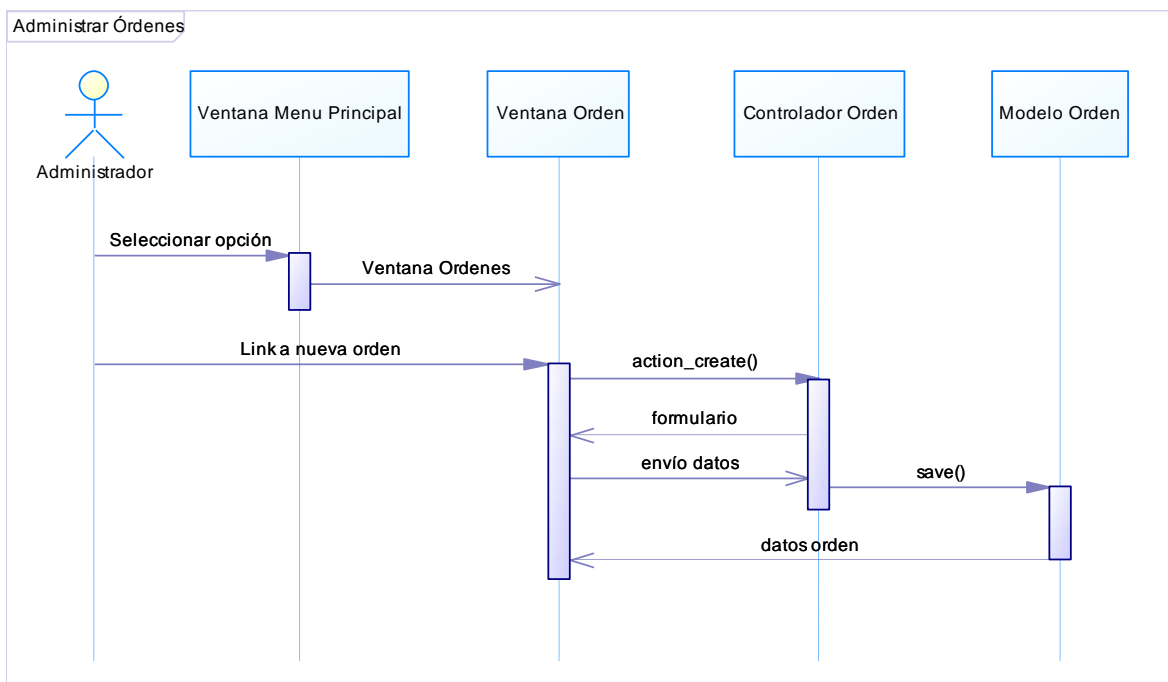 Administrar Órdenes
Ventana Menu Principal
Ventana Orden
Controlador Orden
Modelo Orden
Administrador
Seleccionar opción
Ventana Ordenes
Link a nueva orden
action_create()
formulario
envío datos
save()
datos orden